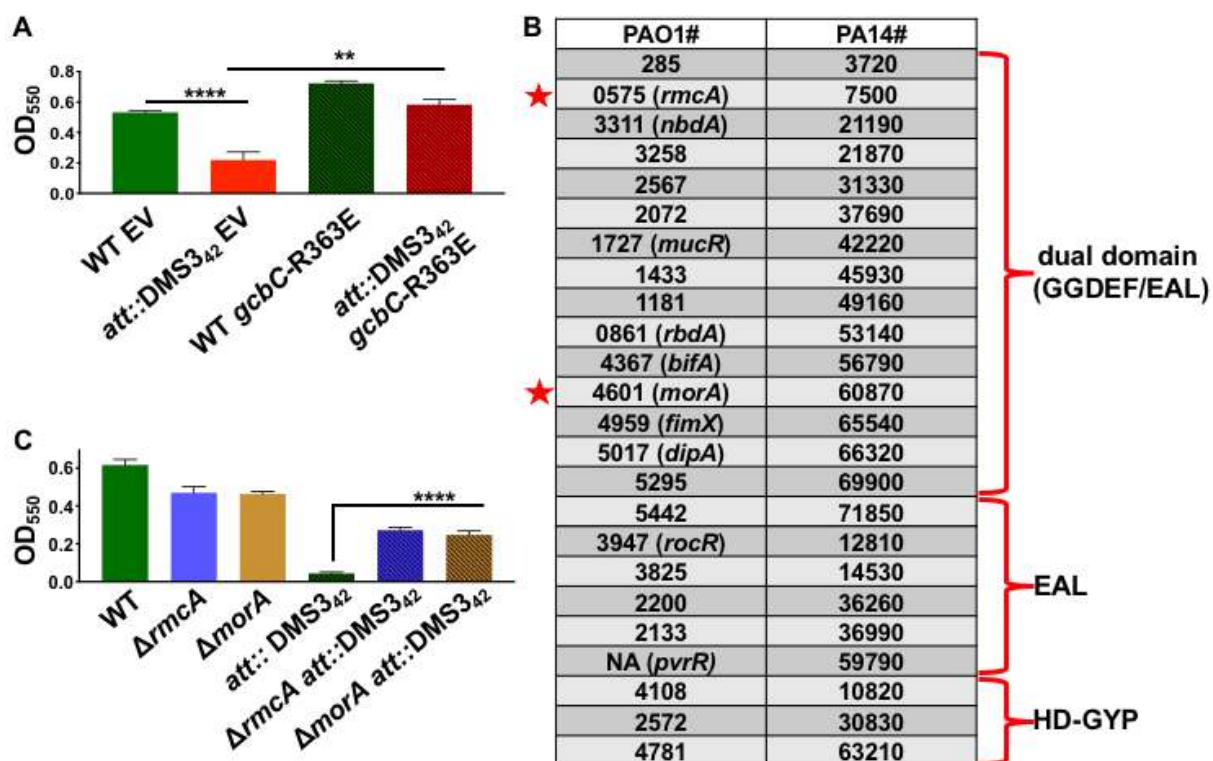 A
**
****
OD550
0.8
0.6
0.4
0.2
0.0
WT EV
att::DMS342 EV
WT gcbC-R363E
att::DMS342
gcbC-R363E
B
PAO1# PA14#
285 3720
0575 (rmcA) 7500
3311 (nbdA) 21190
3258 21870
2567 31330
2072 37690
1727 (mucR) 42220
1433 45930
1181 49160
0861 (rbdA) 53140
4367 (bifA) 56790
4601 (morA) 60870
4959 (fimX) 65540
5017 (dipA) 66320
5295 69900
5442 71850
3947 (rocR) 12810
3825 14530
2200 36260
2133 36990
NA (pvrR) 59790
4108 10820
2572 30830
4781 63210
dual domain
(GGDEF/EAL)
EAL
HD-GYP
C
****
OD550
0.6
0.4
0.2
0.0
WT
ΔrmcA
ΔmorA
att:: DMS342
ΔrmcA att::DMS342
ΔmorA att::DMS342